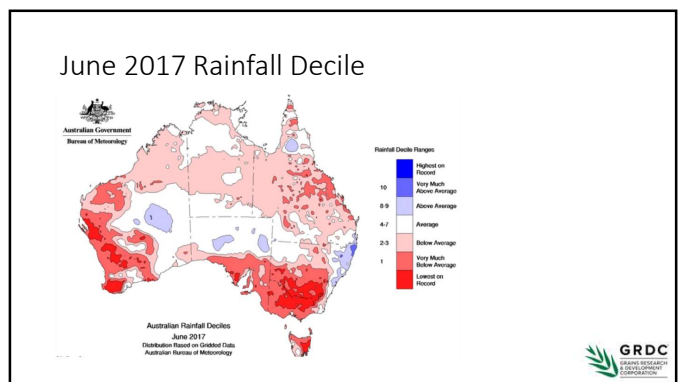 June 2017 Rainfall Decile
Australian Government
Bureau of Meteorology
Rainfall Decile Ranges
Highest on
Record
10
Very Much
Above Average
8-9
Above Average
4-7
Average
2-3
Below Average
1
Very Much
Below Average
Lowest on
Record
Australian Rainfall Deciles
June 2017
Distribution Based on Gridded Data
Australian Bureau of Meteorology
GRDC
GRAINS RESEARCH
& DEVELOPMENT
CORPORATION